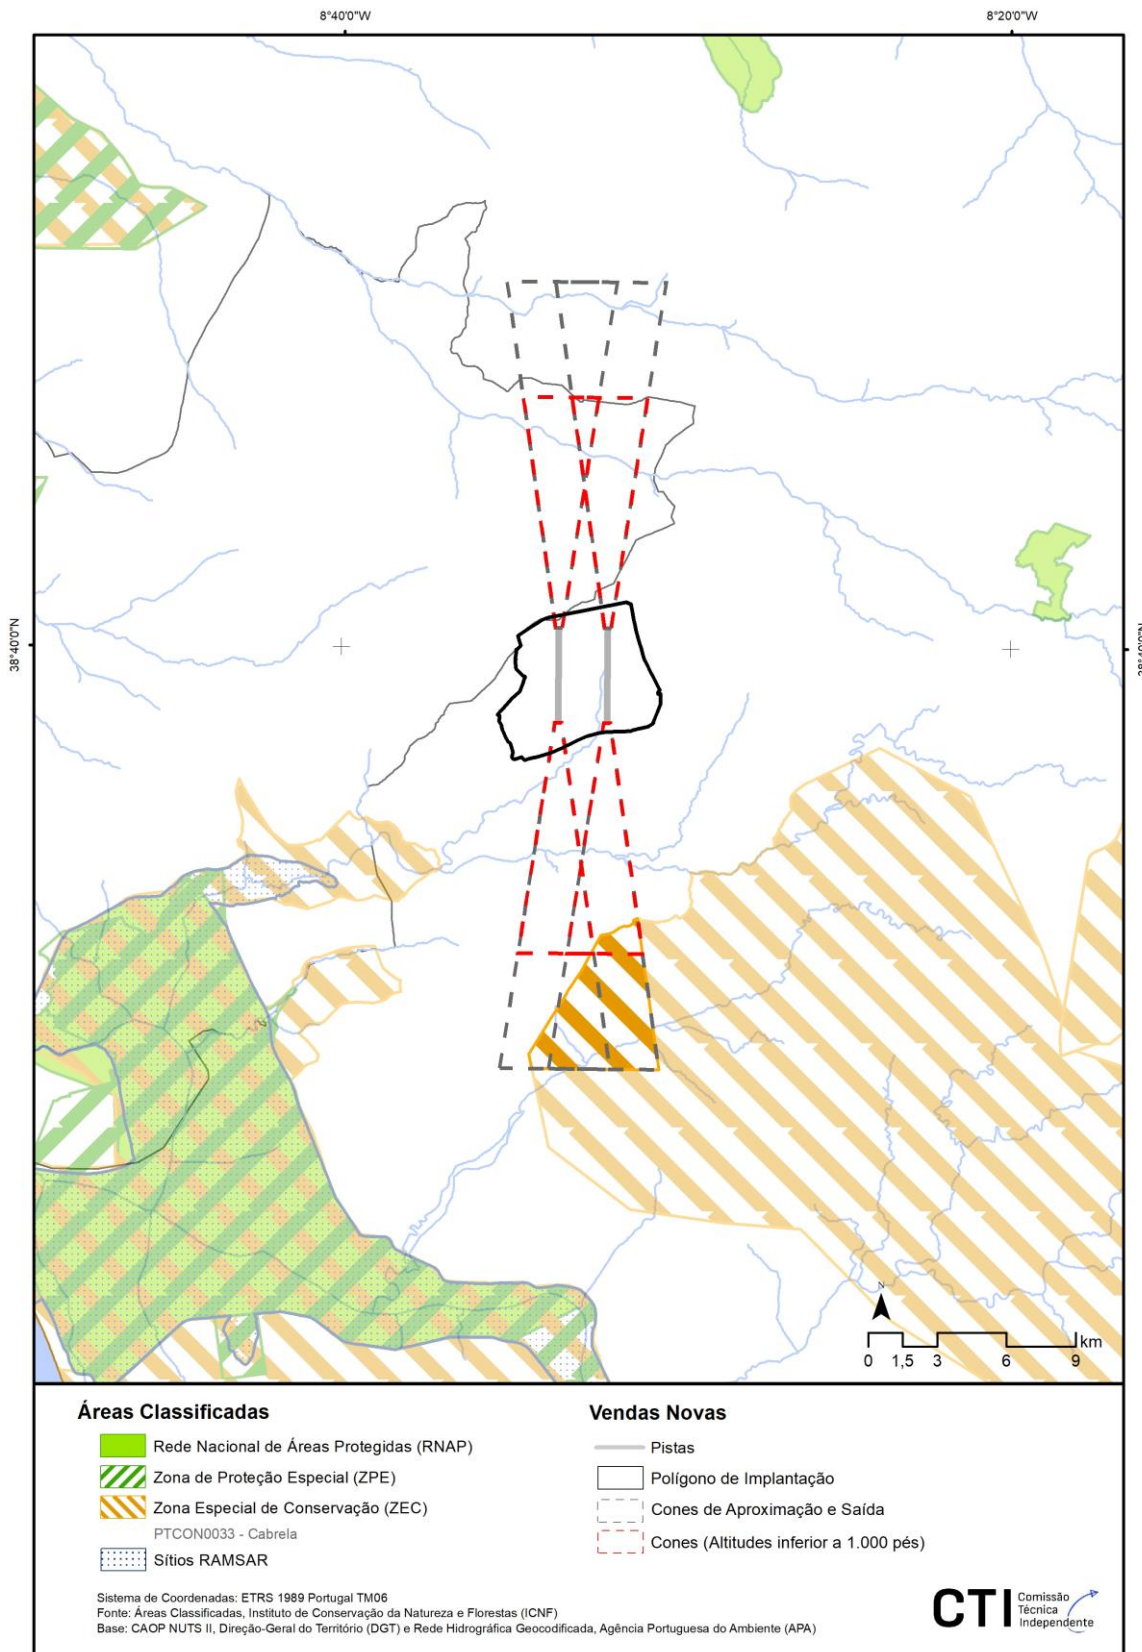 8°40'0"W
8°20'0"W
38°40'0"N
38°40'0"N
N
km
0 1,5 3 6 9
Áreas Classificadas
Rede Nacional de Áreas Protegidas (RNAP)
Zona de Proteção Especial (ZPE)
Zona Especial de Conservação (ZEC)
PTCON0033 - Cabrela
Sítios RAMSAR
Vendas Novas
Pistas
Polígono de Implantação
Cones de Aproximação e Saída
Cones (Altitudes inferior a 1.000 pés)
Sistema de Coordenadas: ETRS 1989 Portugal TM06
Fonte: Áreas Classificadas, Instituto de Conservação da Natureza e Florestas (ICNF)
Base: CAOP NUTS II, Direção-Geral do Território (DGT) e Rede Hidrográfica Geocodificada, Agência Portuguesa do Ambiente (APA)
CTI
Comissão
Técnica
Independente